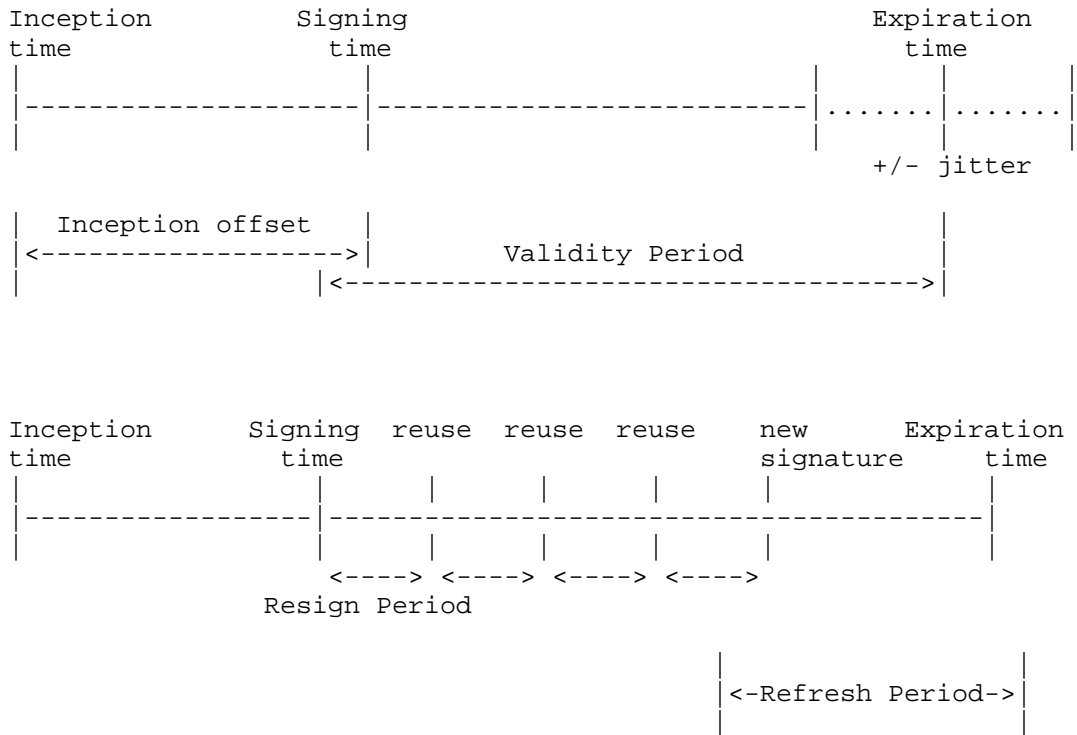 Inception Signing Expiration
time time time
+/- jitter
Inception offset
Validity Period
Inception Signing reuse reuse reuse new Expiration
time time signature time
Resign Period
<-Refresh Period->